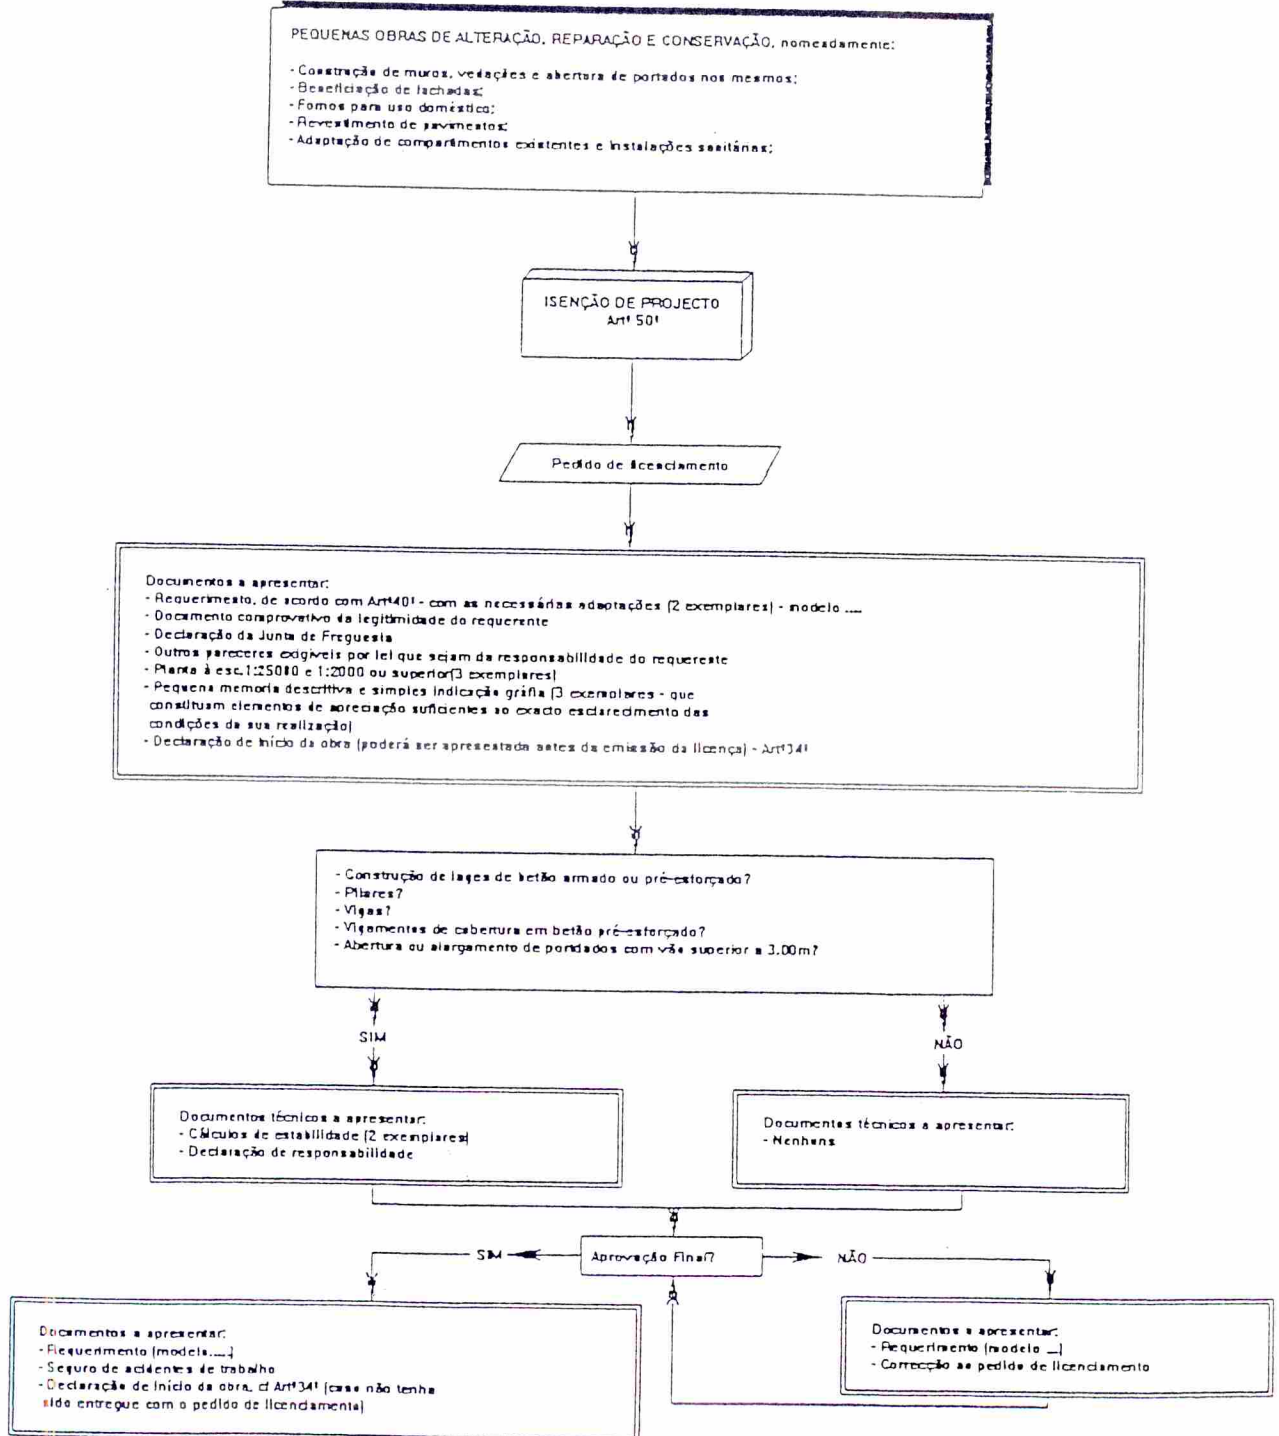 PEQUENAS OBRAS DE ALTERAÇÃO, REPARAÇÃO E CONSERVAÇÃO, nomeadamente:
- Construção de muros, vedações e abertura de portados nos mesmos;
- Beneficiação de fachadas;
- Fornos para uso doméstico;
- Revestimento de pavimentos;
- Adaptação de compartimentos existentes e instalações sanitárias;
ISENÇÃO DE PROJECTO
Artº 50º
Pedido de licenciamento
Documentos a apresentar:
- Requerimento, de acordo com Artº40º - com as necessárias adaptações (2 exemplares) - modelo ....
- Documento comprovativo da legitimidade do requerente
- Declaração da Junta de Freguesia
- Outros pareceres exigíveis por lei que sejam da responsabilidade do requerente
- Planta à esc.1:25000 e 1:2000 ou superior(3 exemplares)
- Pequena memoria descritiva e simples indicação gráfia (3 exemplares - que
constituam elementos de apreciação suficientes ao exacto esclarecimento das
condições da sua realização)
- Declaração de início da obra (poderá ser apresentada antes da emissão da licença) - Artº34º
- Construção de lages de betão armado ou pré-esforçado?
- Pilares?
- Vigas?
- Vigamentos de cobertura em betão pré-esforçado?
- Abertura ou alargamento de portdados com vão superior a 3.00m?
SIM
NÃO
Documentos técnicos a apresentar:
- Cálculos de estabilidade (2 exemplares)
- Declaração de responsabilidade
Documentos técnicos a apresentar:
- Nenhuns
SIM
Aprovação Final?
NÃO
Documentos a apresentar:
- Requerimento (modelo....)
- Seguro de acidentes de trabalho
- Declaração de início da obra, cf Artº34º (caso não tenha
sido entregue com o pedido de licenciamento)
Documentos a apresentar:
- Requerimento (modelo ...)
- Correcção ao pedido de licenciamento